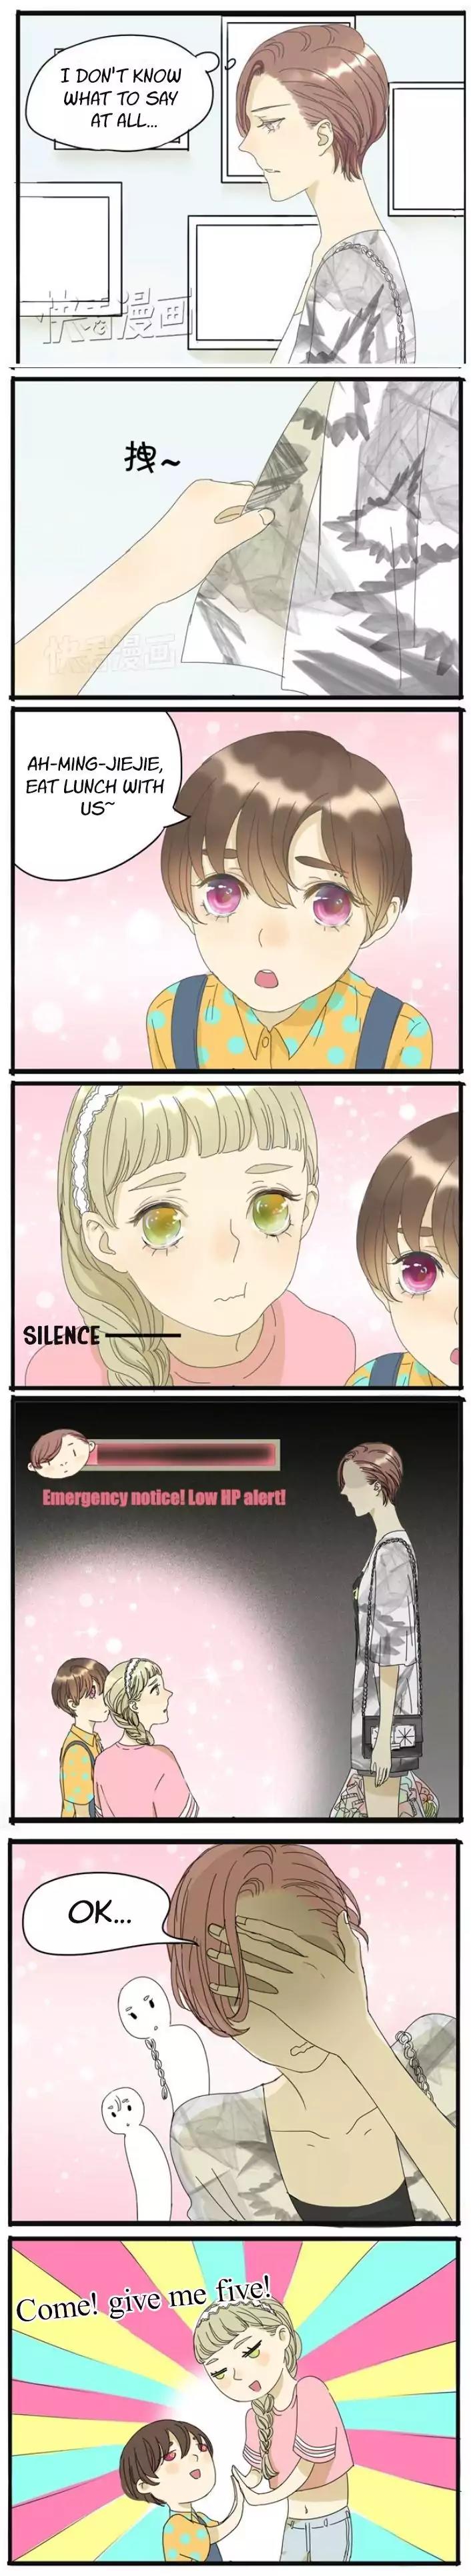 I DON'T KNOW
WHAT TO SAY
AT ALL...
快看漫画
拽~
快看漫画
AH-MING-JIEJIE,
EAT LUNCH WITH
US~
SILENCE
Emergency notice! Low HP alert!
OK...
Come! give me five!